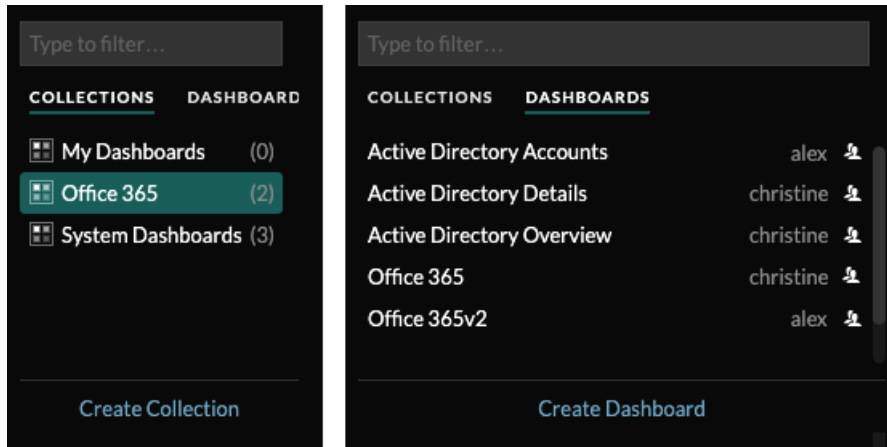 Type to filter...
COLLECTIONS DASHBOARD
My Dashboards (0)
Office 365 (2)
System Dashboards (3)
Create Collection
Type to filter...
COLLECTIONS DASHBOARDS
Active Directory Accounts alex
Active Directory Details christine
Active Directory Overview christine
Office 365 christine
Office 365v2 alex
Create Dashboard